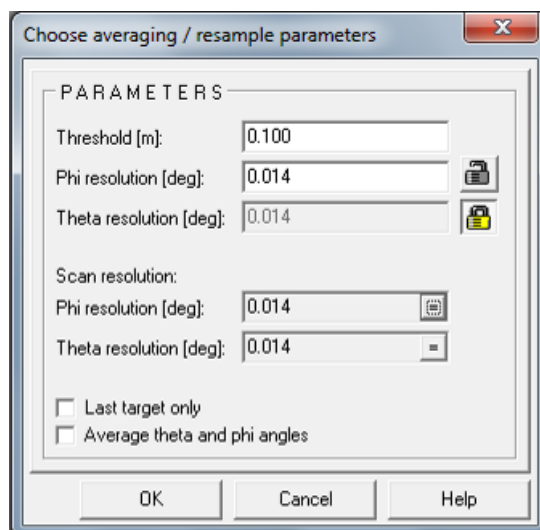 Choose averaging / resample parameters
PARAMETERS
Threshold [m]: 0.100
Phi resolution [deg]: 0.014
Theta resolution [deg]: 0.014
Scan resolution:
Phi resolution [deg]: 0.014
Theta resolution [deg]: 0.014 =
Last target only
Average theta and phi angles
OK Cancel Help